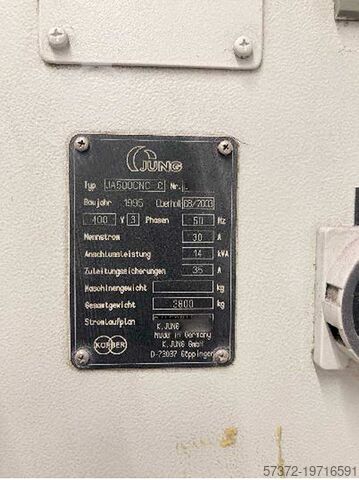 JUNG
Typ JA500CNC C Nr.
Baujahr 1995 Überholt 08/2003
400 V 3 Phasen 50 Hz
Nennstrom 30 A
Anschlussleistung 14 kVA
Zuleitungssicherungen 35 A
Maschinengewicht kg
Gesamtgewicht 3800 kg
Stromlaufplan
K.JUNG
Made in Germany
K.JUNG GmbH
D-73037 Göppingen
KÖRBER
57372-19716591